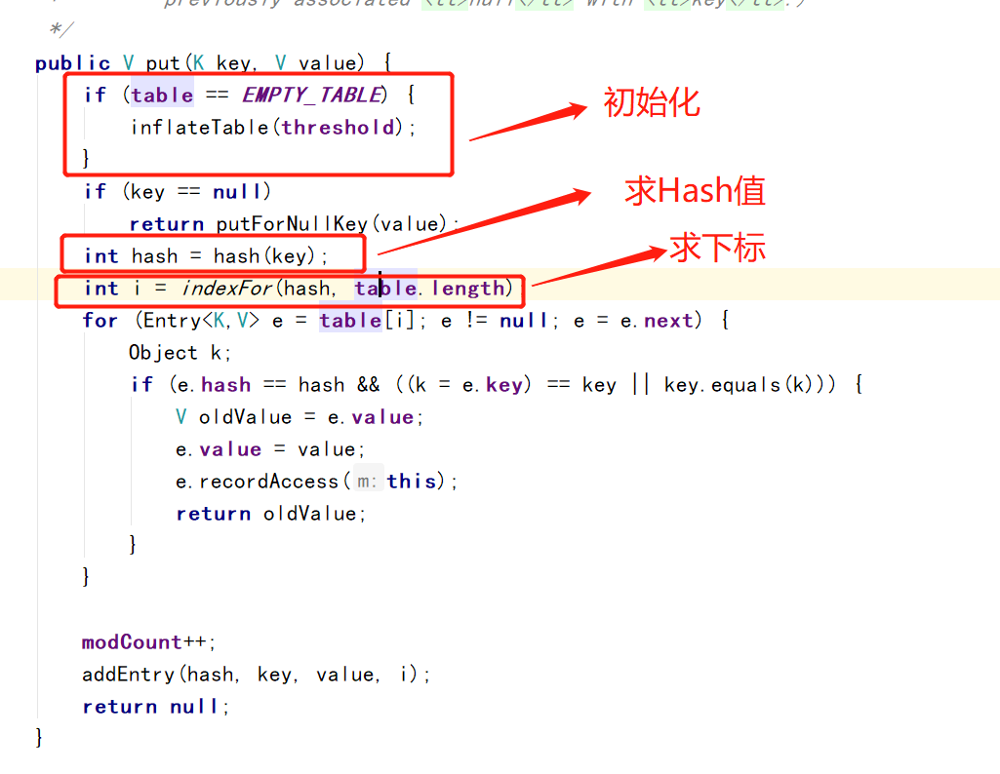 previously associated <tt>null</tt> with <tt>key</tt>.)
*/
public V put(K key, V value) {
if (table == EMPTY_TABLE) {
初始化
inflateTable(threshold);
}
if (key == null)
求Hash值
return putForNullKey(value);
int hash = hash(key);
求下标
int i = indexFor(hash, table.length)
for (Entry<K,V> e = table[i]; e != null; e = e.next) {
Object k;
if (e.hash == hash && ((k = e.key) == key || key.equals(k))) {
V oldValue = e.value;
e.value = value;
e.recordAccess( m: this);
return oldValue;
}
}
modCount++;
addEntry(hash, key, value, i);
return null;
}